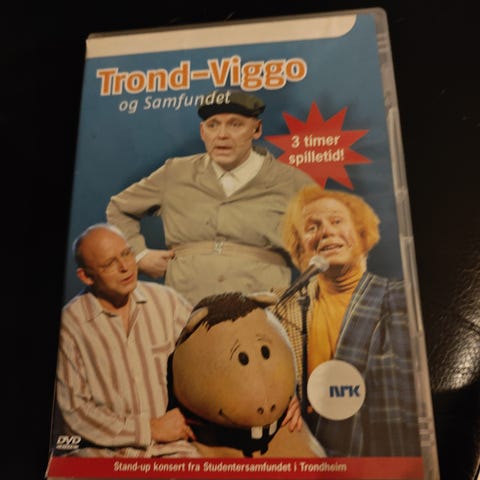 Trond-Viggo
og Samfundet
3 timer
spilletid!
NRK
DVD
Stand-up konsert fra Studentersamfundet i Trondheim